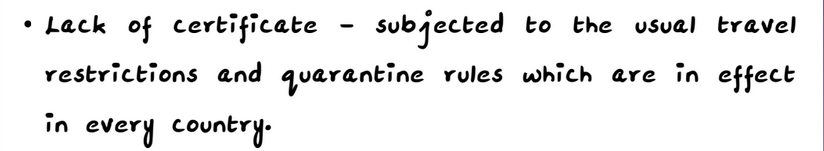 • Lack of certificate - subjected to the usual travel
restrictions and quarantine rules which are in effect
in every country.